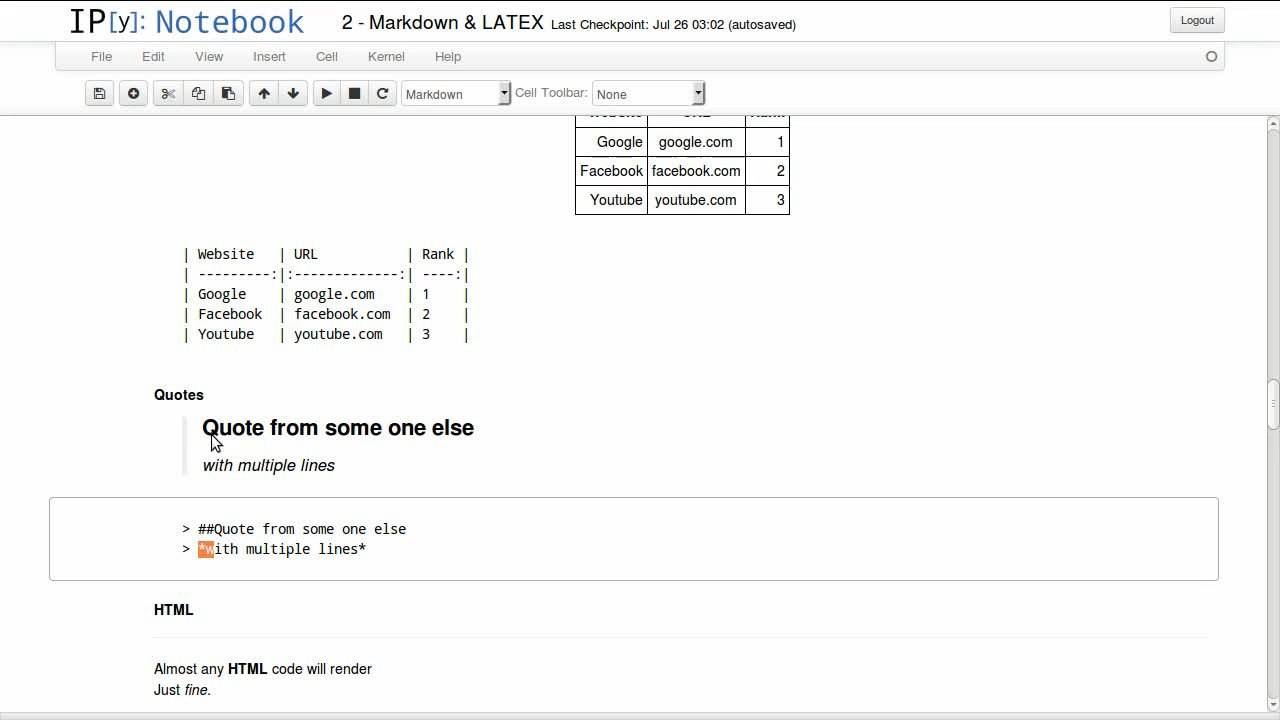 IP[y]: Notebook 2 - Markdown & LATEX Last Checkpoint: Jul 26 03:02 (autosaved) Logout
File Edit View Insert Cell Kernel Help
Markdown Cell Toolbar: None
Website URL Rank
Google google.com 1
Facebook facebook.com 2
Youtube youtube.com 3
| Website | URL | Rank |
| ---------:|:-------------:| ----:|
| Google | google.com | 1 |
| Facebook | facebook.com | 2 |
| Youtube | youtube.com | 3 |
Quotes
Quote from some one else
with multiple lines
> ##Quote from some one else
> *with multiple lines*
HTML
Almost any HTML code will render
Just fine.